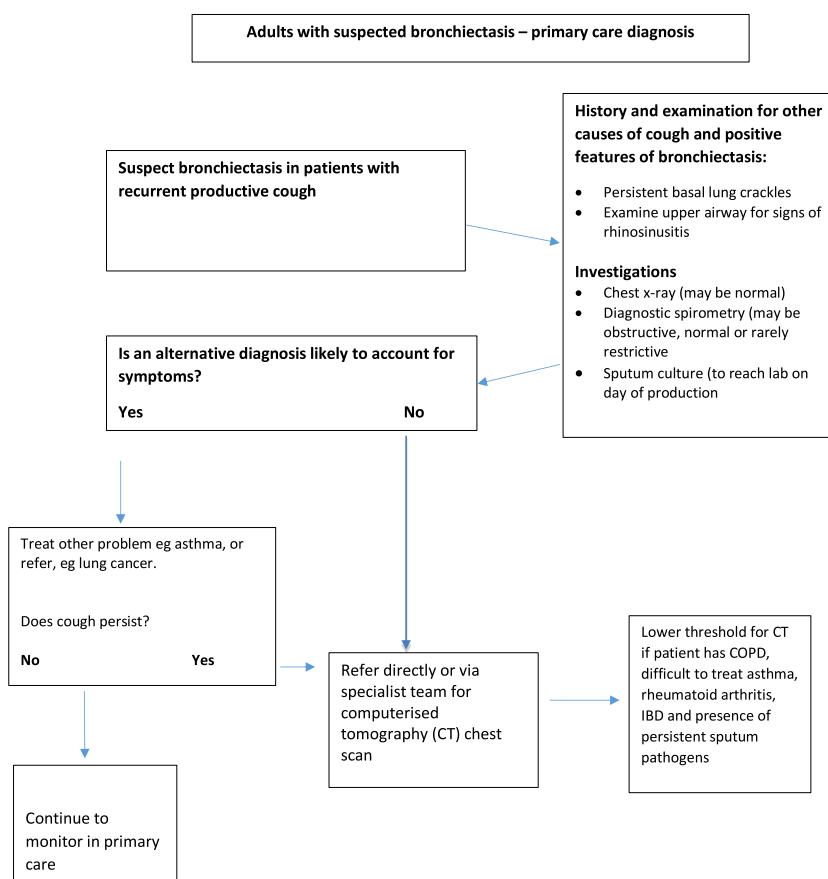 Adults with suspected bronchiectasis – primary care diagnosis
Suspect bronchiectasis in patients with
recurrent productive cough
History and examination for other
causes of cough and positive
features of bronchiectasis:
• Persistent basal lung crackles
• Examine upper airway for signs of
rhinosinusitis
Investigations
• Chest x-ray (may be normal)
• Diagnostic spirometry (may be
obstructive, normal or rarely
restrictive
• Sputum culture (to reach lab on
day of production
Is an alternative diagnosis likely to account for
symptoms?
Yes No
Treat other problem eg asthma, or
refer, eg lung cancer.
Does cough persist?
No Yes
Refer directly or via
specialist team for
computerised
tomography (CT) chest
scan
Lower threshold for CT
if patient has COPD,
difficult to treat asthma,
rheumatoid arthritis,
IBD and presence of
persistent sputum
pathogens
Continue to
monitor in primary
care